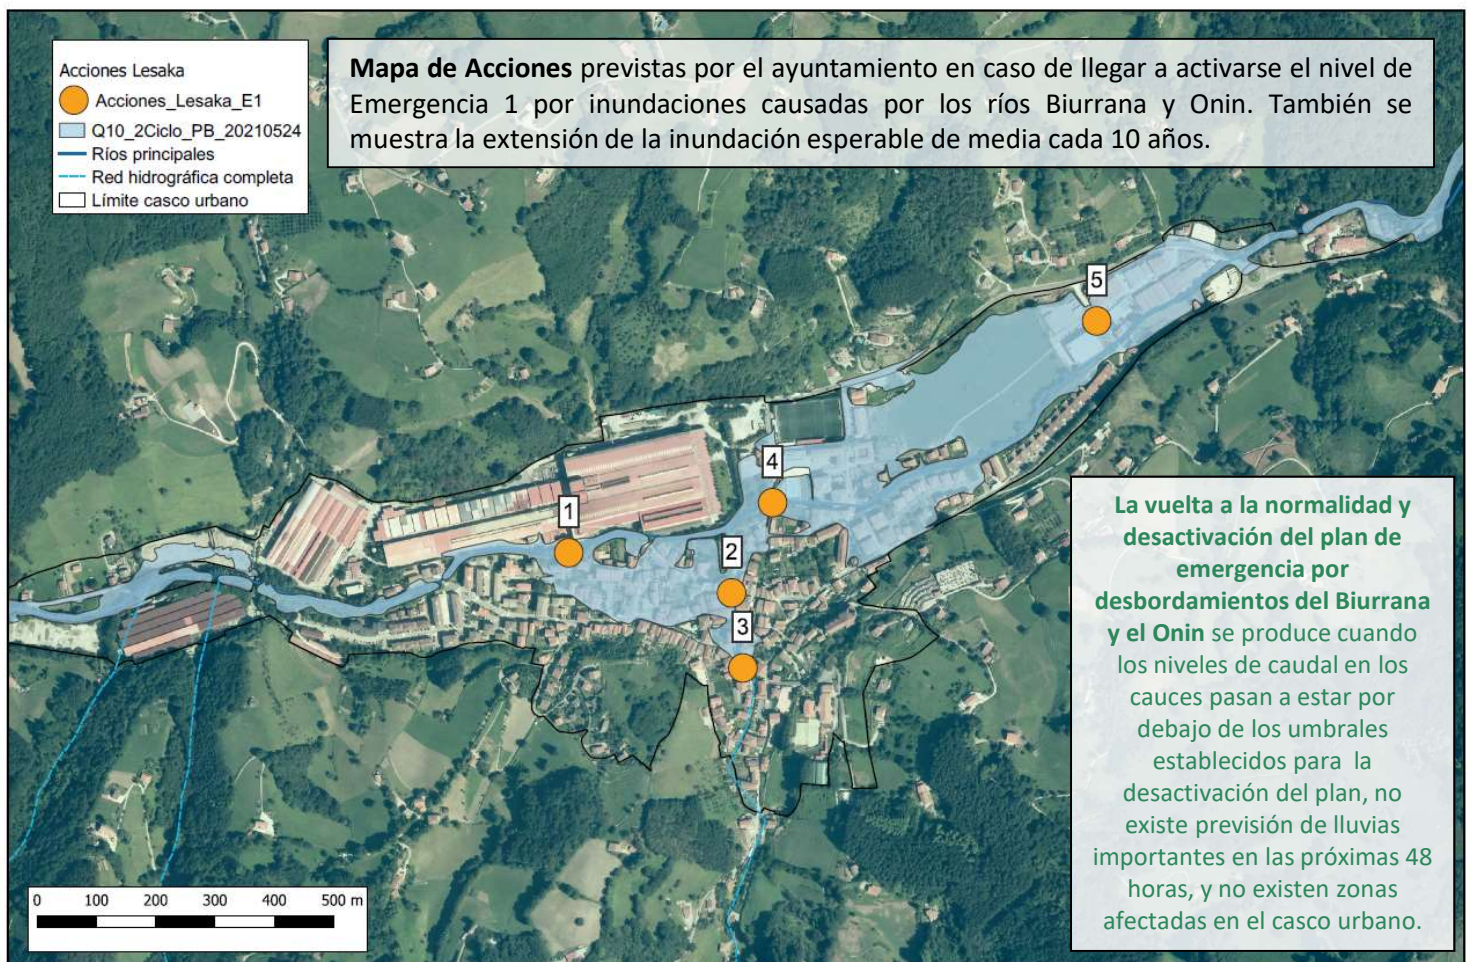 Acciones Lesaka
Acciones_Lesaka_E1
Q10_2Ciclo_PB_20210524
Ríos principales
Red hidrográfica completa
Límite casco urbano
Mapa de Acciones previstas por el ayuntamiento en caso de llegar a activarse el nivel de
Emergencia 1 por inundaciones causadas por los ríos Biurrana y Onin. También se
muestra la extensión de la inundación esperable de media cada 10 años.
5
4
1
2
3
La vuelta a la normalidad y
desactivación del plan de
emergencia por
desbordamientos del Biurrana
y el Onin se produce cuando
los niveles de caudal en los
cauces pasan a estar por
debajo de los umbrales
establecidos para la
desactivación del plan, no
existe previsión de lluvias
importantes en las próximas 48
horas, y no existen zonas
afectadas en el casco urbano.
0 100 200 300 400 500 m